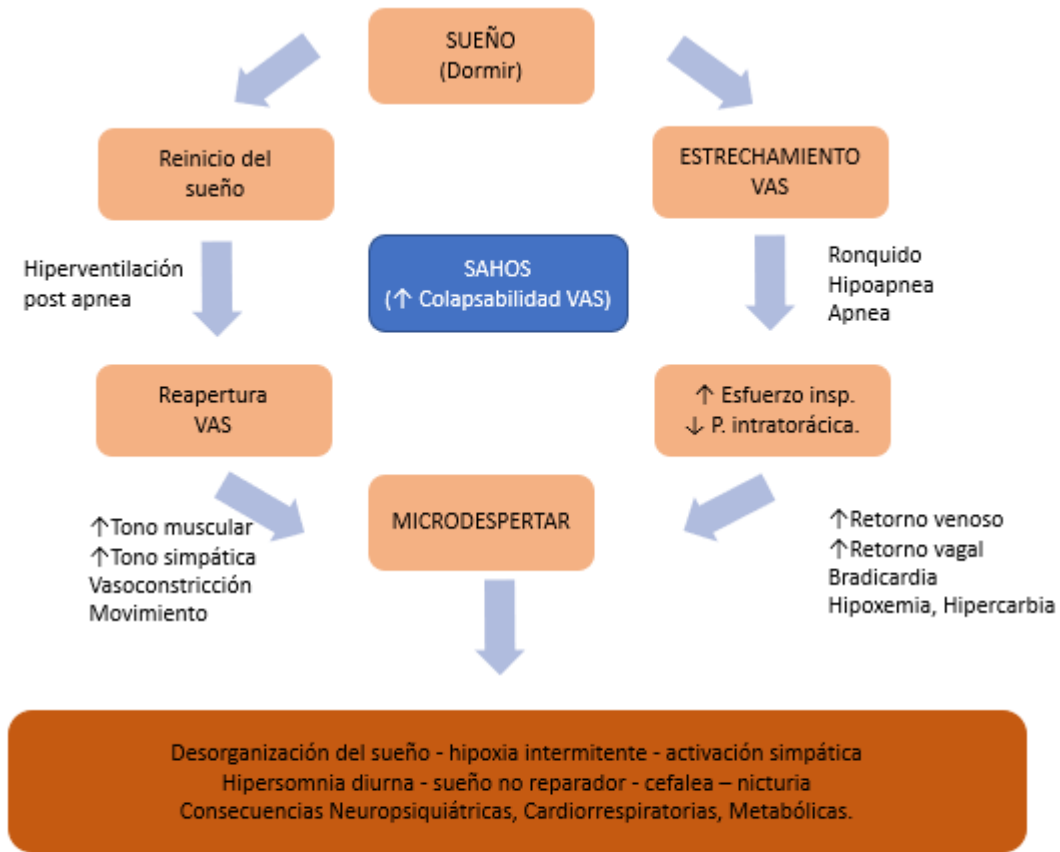 SUEÑO
(Dormir)
Reinicio del
sueño
ESTRECHAMIENTO
VAS
Hiperventilación
post apnea
SAHOS
(↑ Colapsabilidad VAS)
Ronquido
Hipoapnea
Apnea
Reapertura
VAS
↑ Esfuerzo insp.
↓ P. intratorácica.
MICRODESPERTAR
↑Tono muscular
↑Tono simpática
Vasoconstricción
Movimiento
↑Retorno venoso
↑Retorno vagal
Bradicardia
Hipoxemia, Hipercarbia
Desorganización del sueño - hipoxia intermitente - activación simpática
Hipersomnia diurna - sueño no reparador - cefalea – nicturia
Consecuencias Neuropsiquiátricas, Cardiorrespiratorias, Metabólicas.